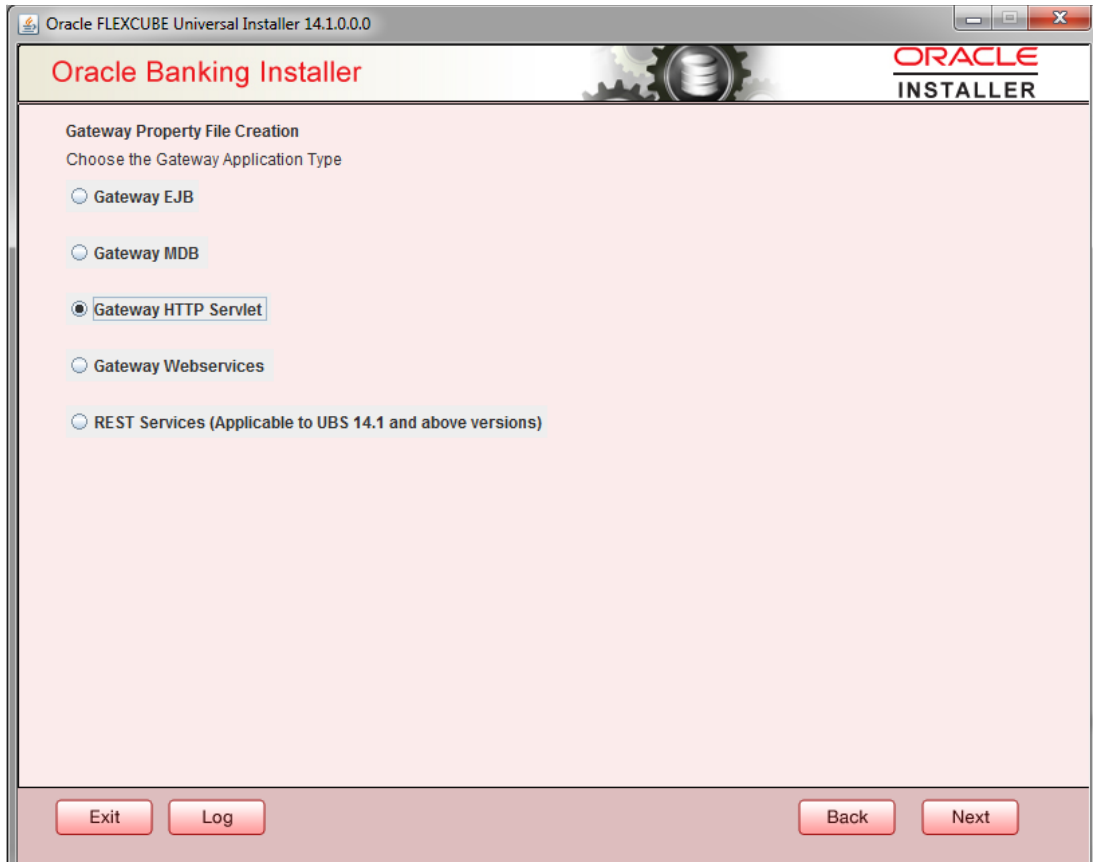 Oracle FLEXCUBE Universal Installer 14.1.0.0.0
Oracle Banking Installer
ORACLE
INSTALLER
Gateway Property File Creation
Choose the Gateway Application Type
Gateway EJB
Gateway MDB
Gateway HTTP Servlet
Gateway Webservices
REST Services (Applicable to UBS 14.1 and above versions)
Exit Log Back Next